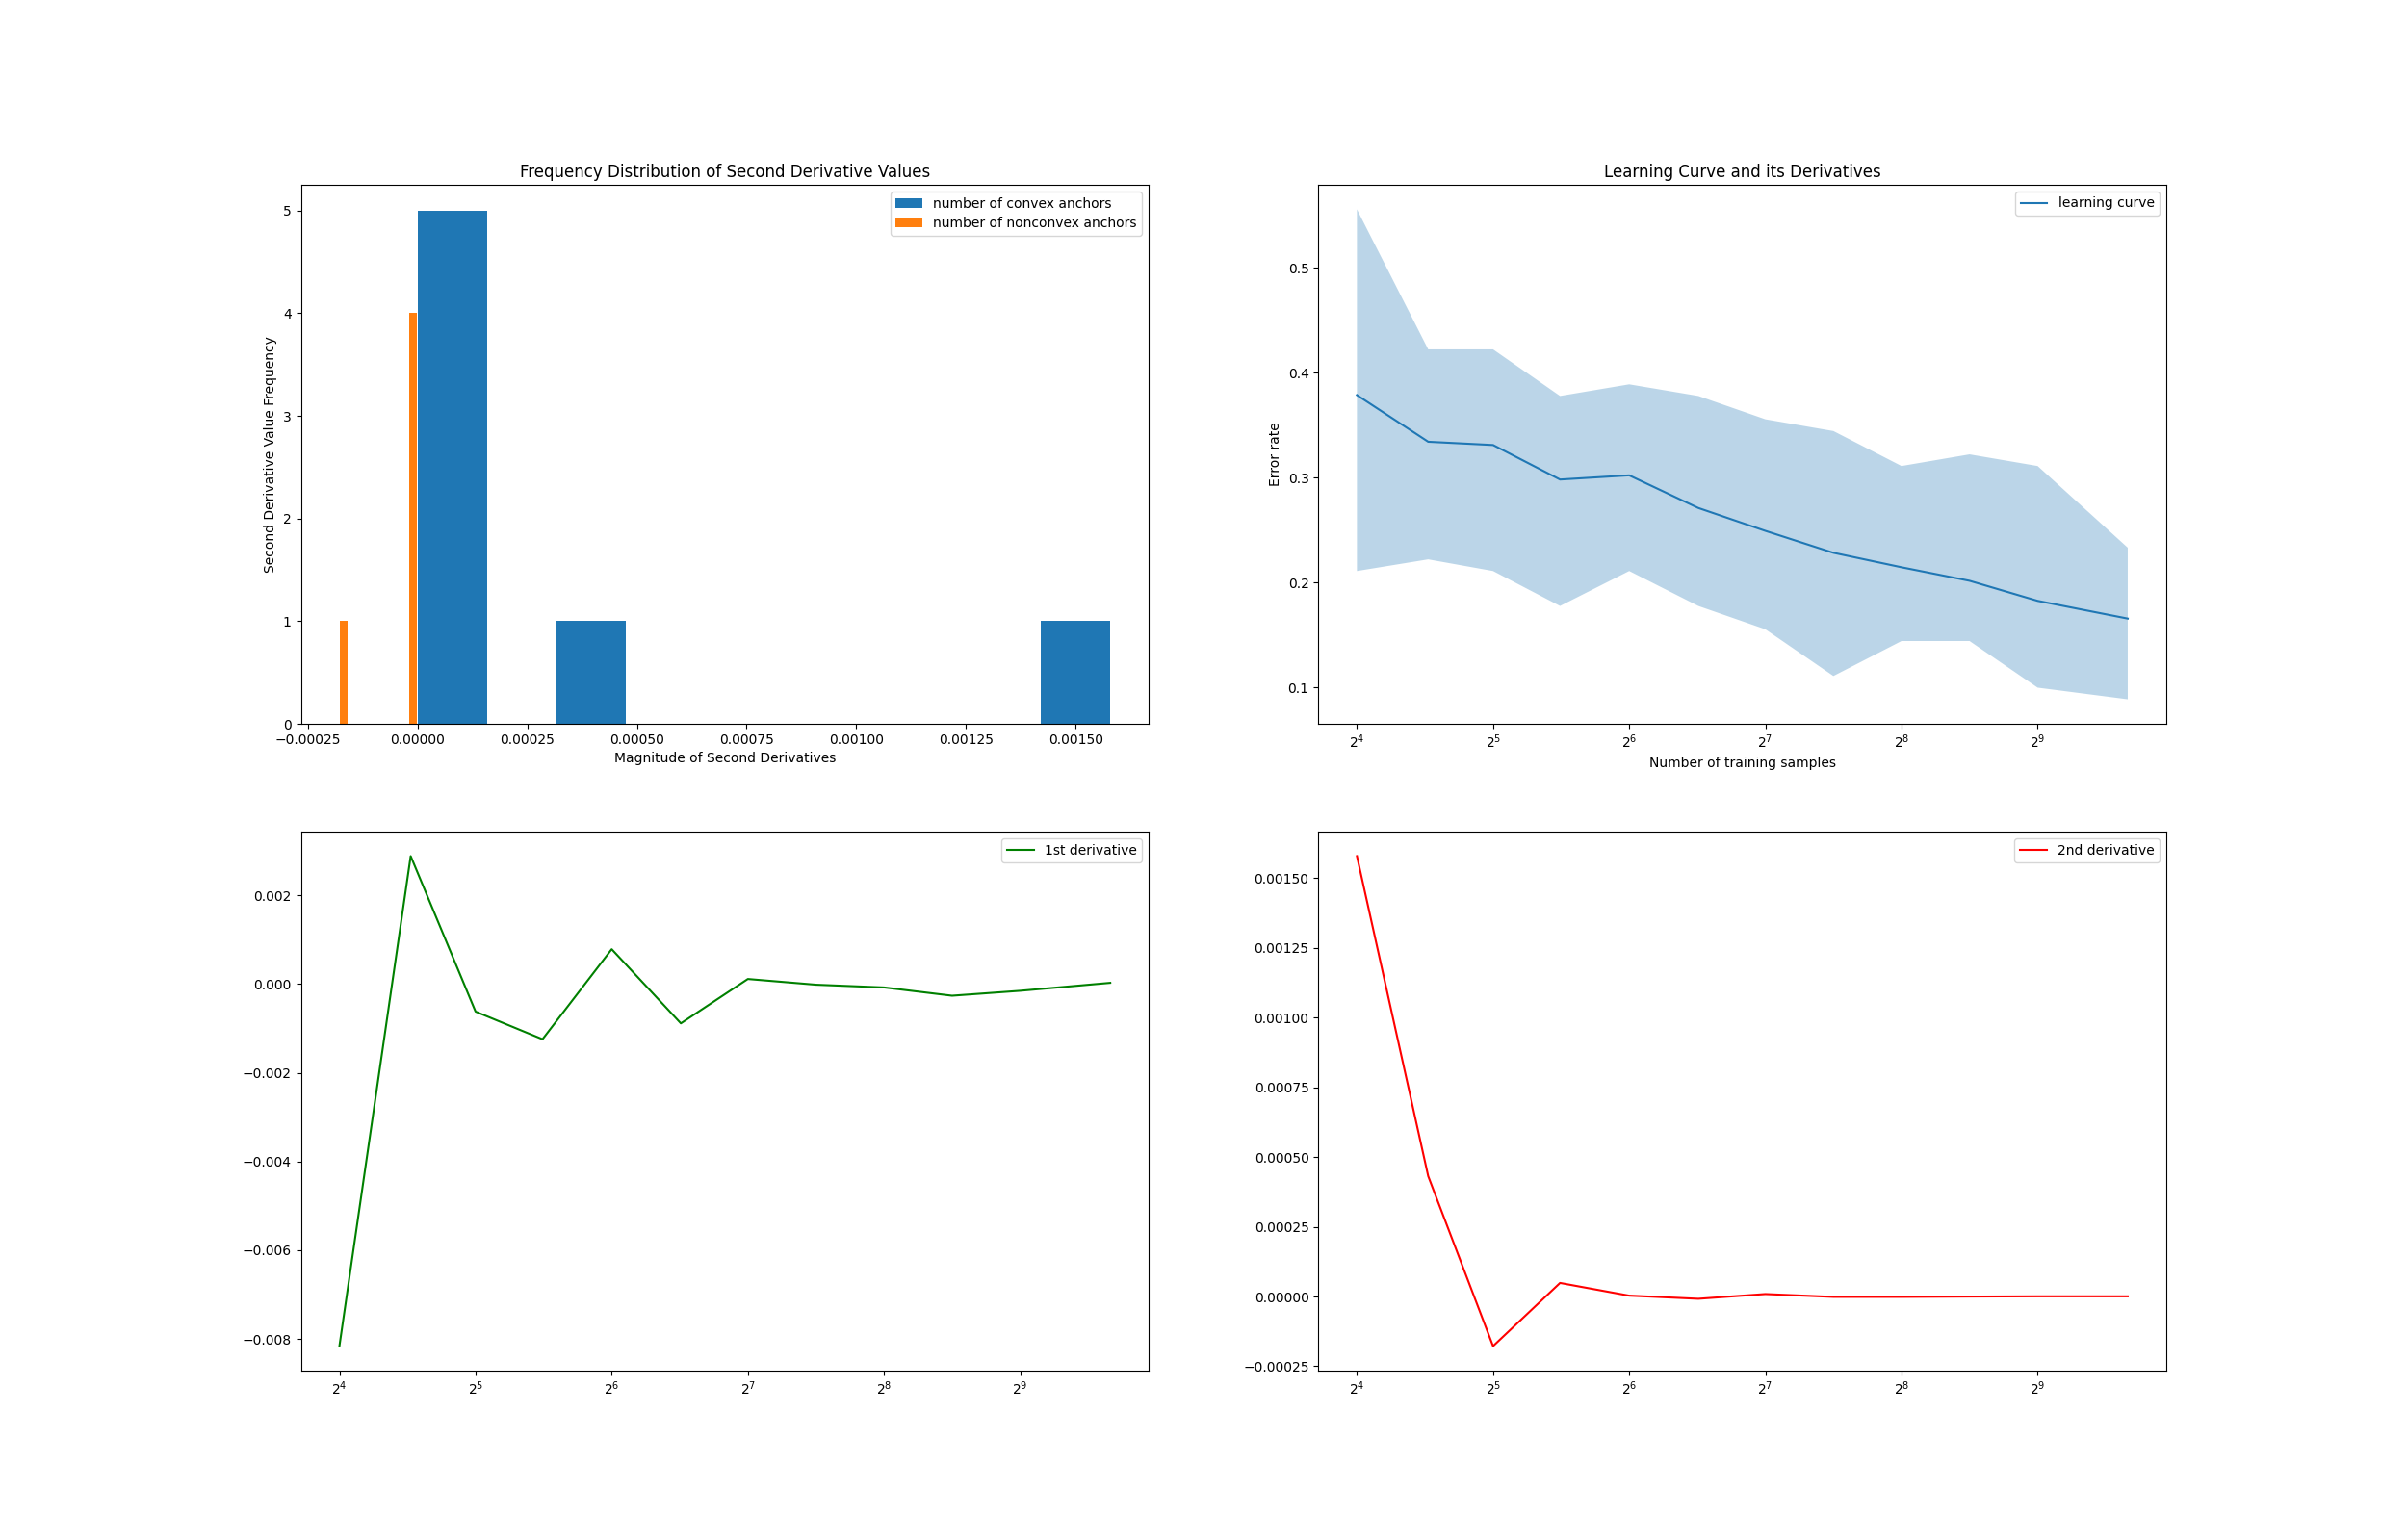 Frequency Distribution of Second Derivative Values
number of convex anchors
number of nonconvex anchors
Second Derivative Value Frequency
5
4
3
2
1
0
−0.00025 0.00000 0.00025 0.00050 0.00075 0.00100 0.00125 0.00150
Magnitude of Second Derivatives
Learning Curve and its Derivatives
learning curve
Error rate
0.5
0.4
0.3
0.2
0.1
2⁴ 2⁵ 2⁶ 2⁷ 2⁸ 2⁹
Number of training samples
1st derivative
0.002
0.000
−0.002
−0.004
−0.006
−0.008
2⁴ 2⁵ 2⁶ 2⁷ 2⁸ 2⁹
2nd derivative
0.00150
0.00125
0.00100
0.00075
0.00050
0.00025
0.00000
−0.00025
2⁴ 2⁵ 2⁶ 2⁷ 2⁸ 2⁹